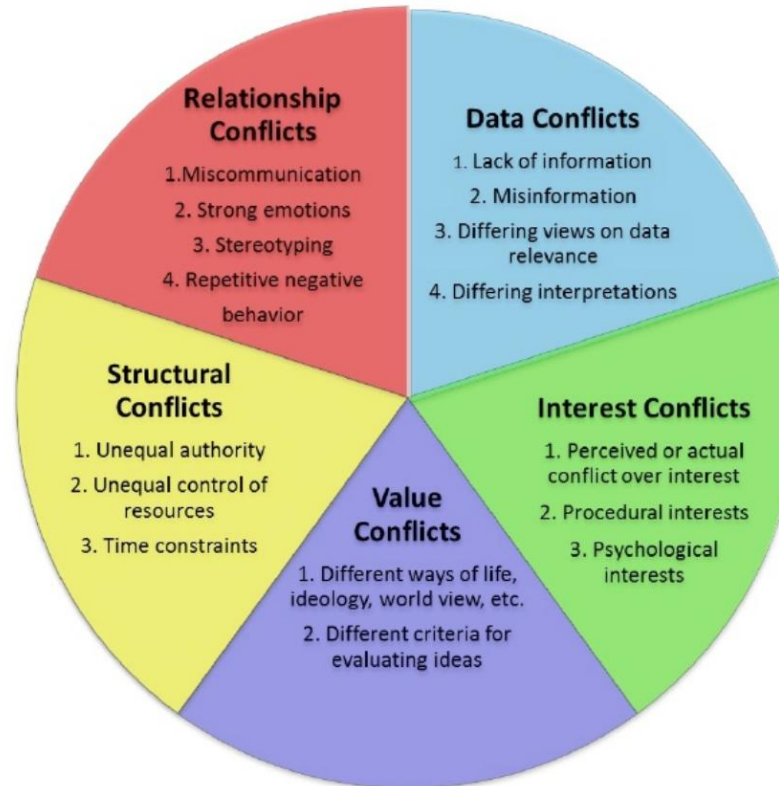 Relationship
Conflicts
1.Miscommunication
2. Strong emotions
3. Stereotyping
4. Repetitive negative
behavior
Data Conflicts
1. Lack of information
2. Misinformation
3. Differing views on data
relevance
4. Differing interpretations
Structural
Conflicts
1. Unequal authority
2. Unequal control of
resources
3. Time constraints
Value
Conflicts
1. Different ways of life,
ideology, world view, etc.
2. Different criteria for
evaluating ideas
Interest Conflicts
1. Perceived or actual
conflict over interest
2. Procedural interests
3. Psychological
interests